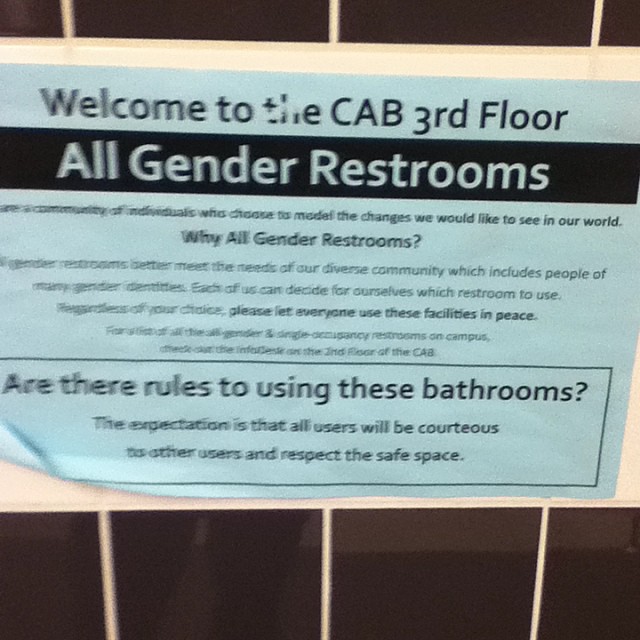 Welcome to the CAB 3rd Floor
All Gender Restrooms
are a community of individuals who choose to model the changes we would like to see in our world.
Why All Gender Restrooms?
gender restrooms better meet the needs of our diverse community which includes people of
many gender identities. Each of us can decide for ourselves which restroom to use.
Regardless of your choice, please let everyone use these facilities in peace.
For a list of all the all-gender & single-occupancy restrooms on campus,
check out the InfoDesk on the 2nd Floor of the CAB.
Are there rules to using these bathrooms?
The expectation is that all users will be courteous
to other users and respect the safe space.